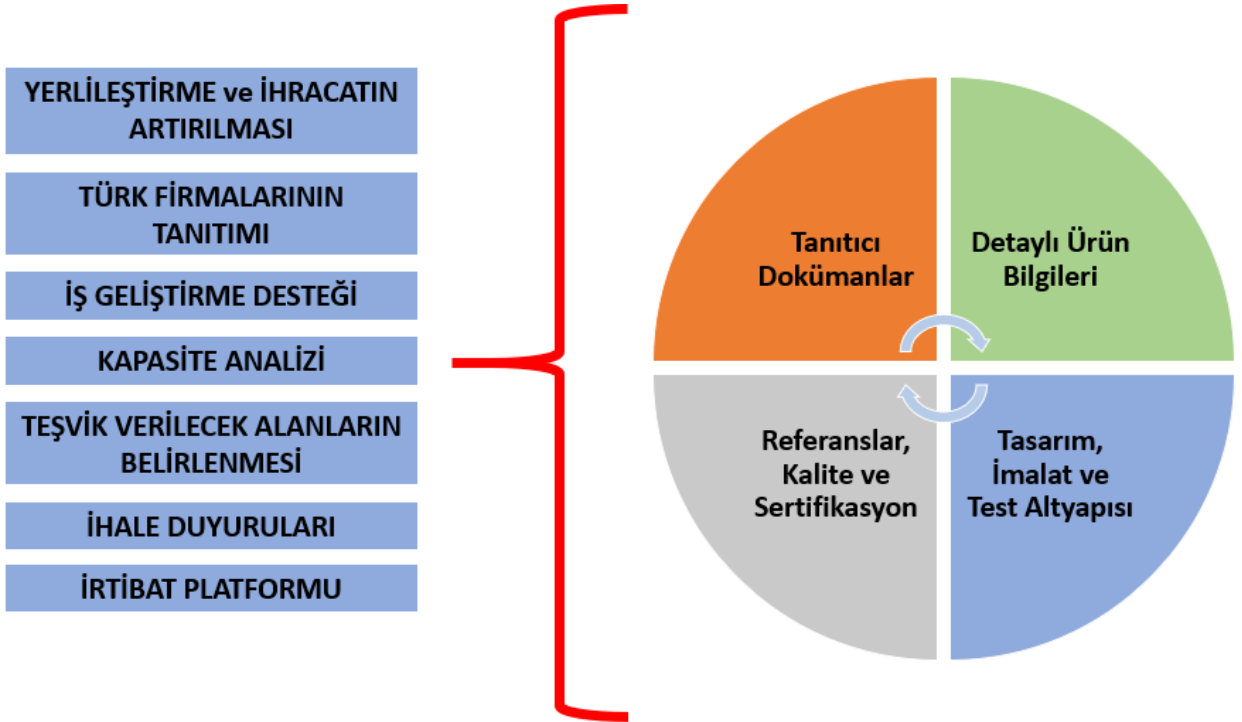 YERLİLEŞTİRME ve İHRACATIN
ARTIRILMASI
TÜRK FİRMALARININ
TANITIMI
İŞ GELİŞTİRME DESTEĞİ
KAPASİTE ANALİZİ
TEŞVİK VERİLECEK ALANLARIN
BELİRLENMESİ
İHALE DUYURULARI
İRTİBAT PLATFORMU
Tanıtıcı
Dokümanlar
Detaylı Ürün
Bilgileri
Referanslar,
Kalite ve
Sertifikasyon
Tasarım,
İmalat ve
Test Altyapısı